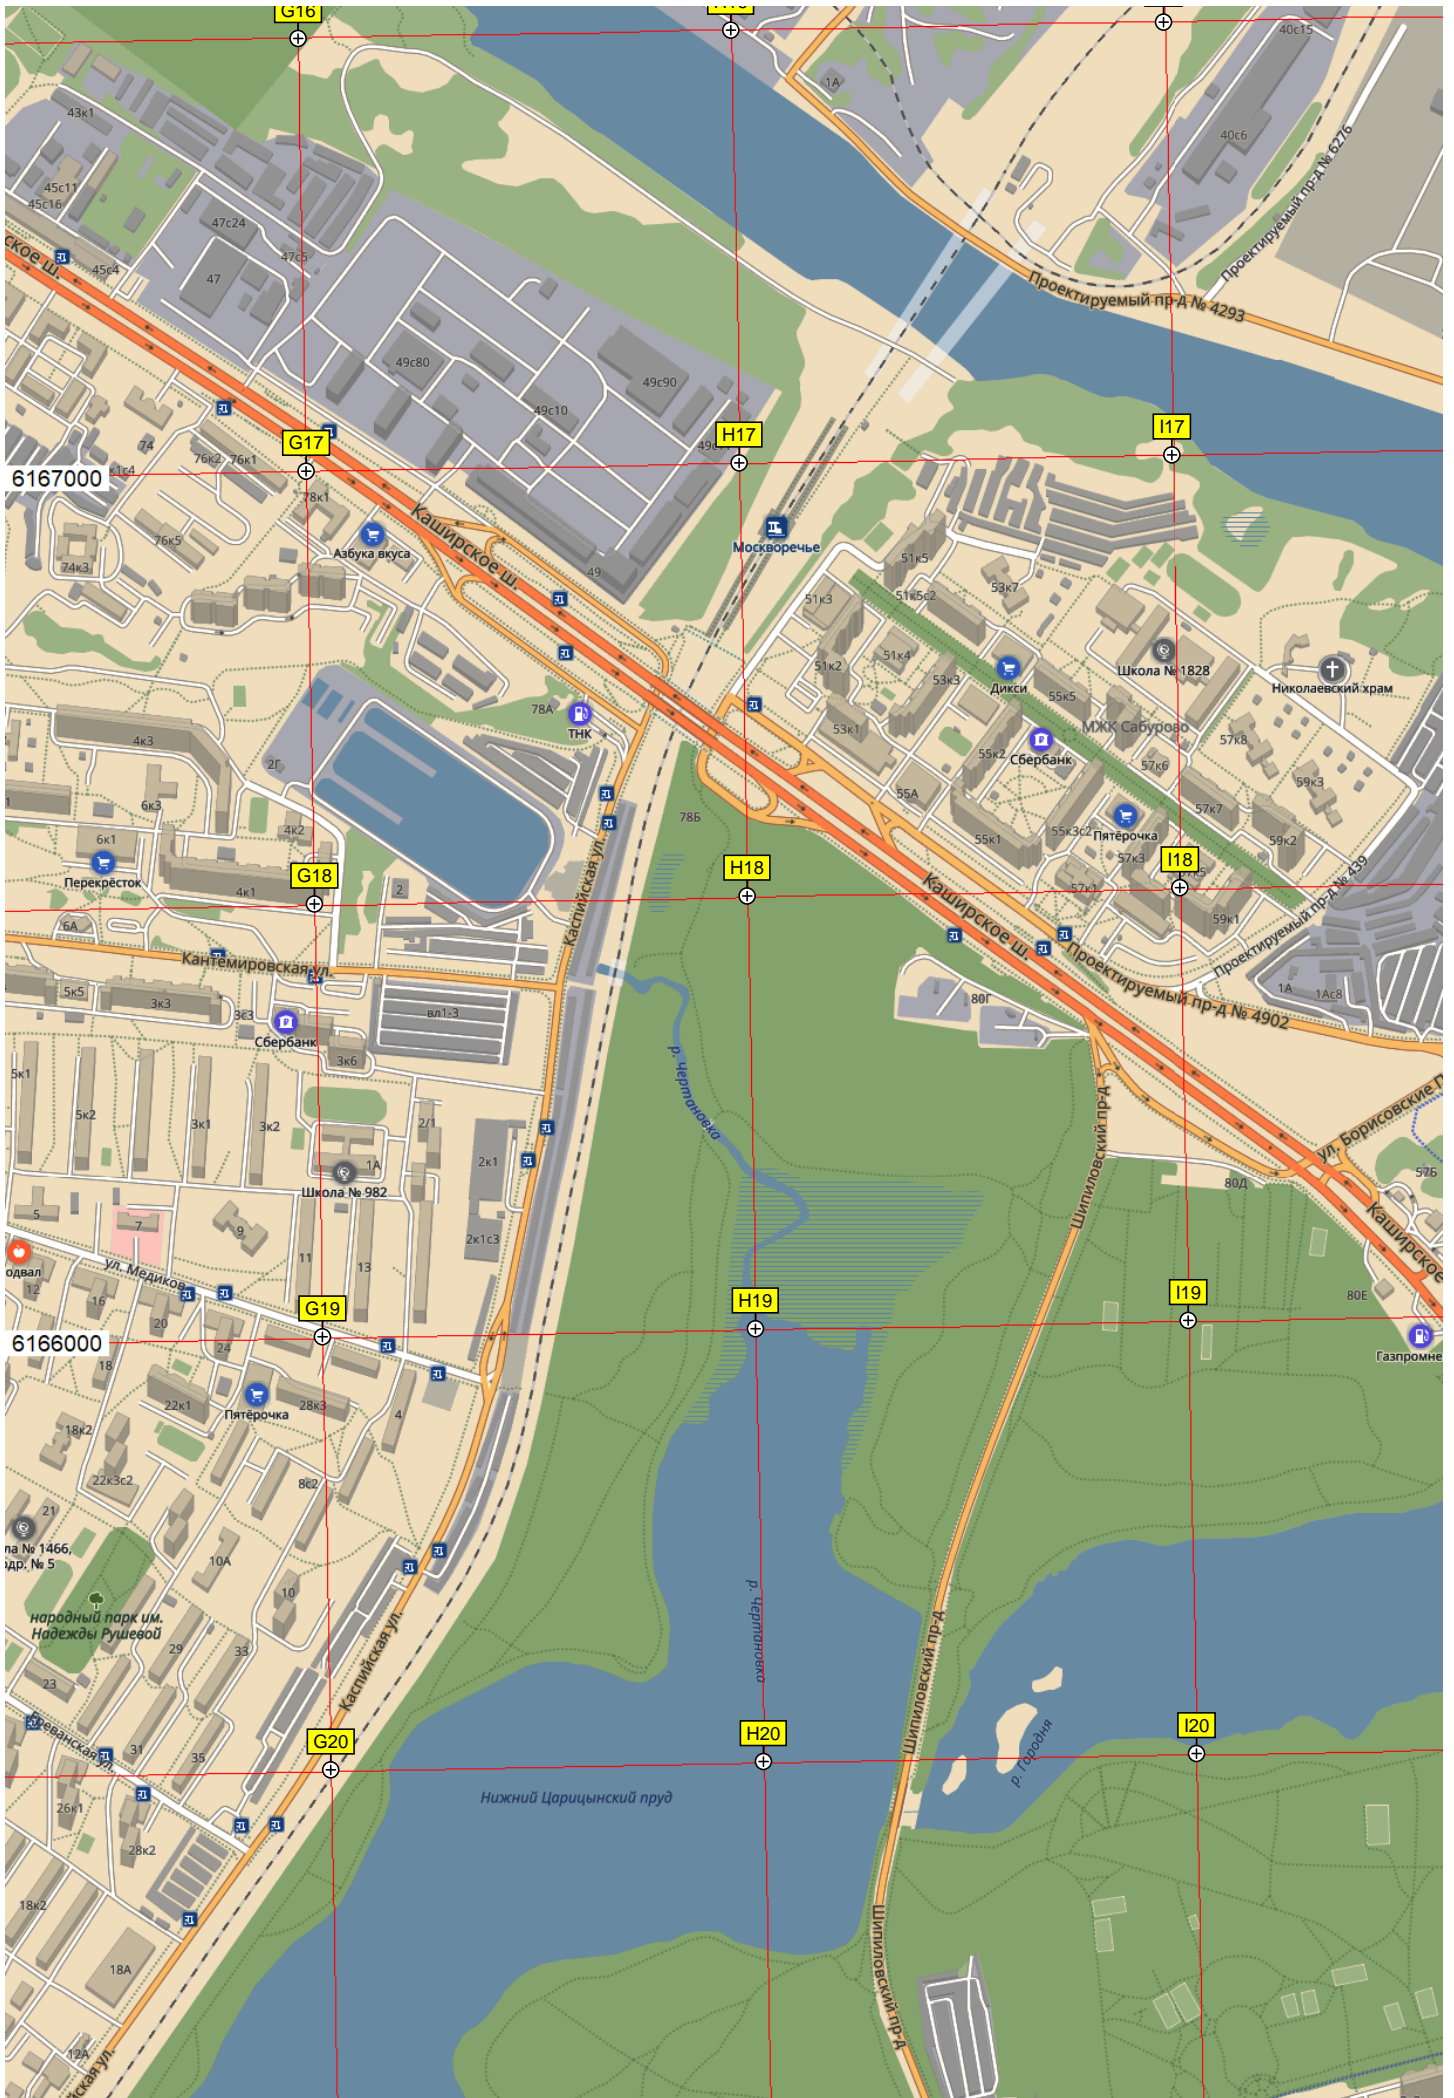 G16
40с15
1А
43к1
40с6
Проектируемый пр-д № 6276
45с11
45с16
47с24
47с5
45с4
47
Проектируемый пр-д № 4293
49с80
49с90
49с10
G17
H17
I17
74
76к2
76к1
6167000
78к1
Каширское ш.
76к5
Азбука вкуса
74к3
49
Москворечье
51к5
51к3
51к5с2
53к7
51к2
51к4
53к3
Дикси
55к5
Школа № 1828
Николаевский храм
78А
ТНК
53к1
МЖК Сабурово
4к3
2Г
55к2
Сбербанк
57к6
57к8
59к3
6к3
55А
57к7
6к1
4к2
78Б
55к1
55к3с2
Пятёрочка
59к2
Перекрёсток
4к1
G18
2
Каспийская ул.
H18
57к3
57к1
I18
59к1
Проектируемый пр-д № 439
6А
Кантемировская ул.
Каширское ш.
Проектируемый пр-д № 4902
5к5
3к3
3с3
вл1-3
80Г
1А
1Ас8
Сбербанк
3к6
5к1
5к2
3к1
3к2
2/1
р. Чертановка
Шипиловский пр-д
ул. Борисовские П
2к1
1А
Школа № 982
57Б
80Д
5
7
9
11
13
2к1с3
Каширское
одвал
ул. Медиков
12
16
20
G19
H19
I19
80Е
6166000
24
18
Газпромне
22к1
Пятёрочка
28к3
4
18к2
22к3с2
8с2
21
ла № 1466,
одр. № 5
10А
10
народный парк им.
Надежды Рушевой
29
33
р. Чертановка
Шипиловский пр-д
23
Каспийская ул.
Ереванская ул.
31
35
G20
H20
I20
р. Городня
26к1
Нижний Царицынский пруд
28к2
18к2
18А
Шипиловский пр-д
12А